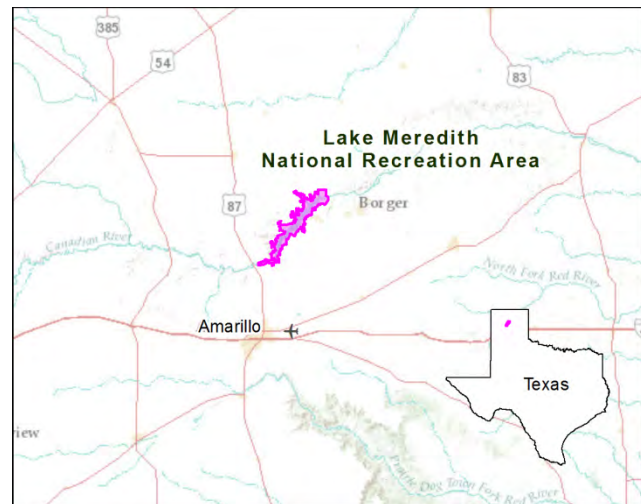 385
54
83
Lake Meredith
National Recreation Area
87
Borger
Canadian River
North Fork Red River
Amarillo
Texas
view
Prairie Dog Town Fork Red River